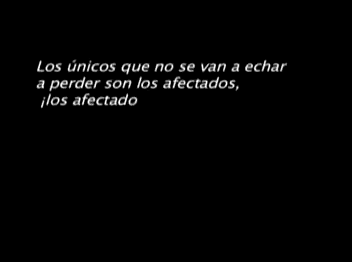 Los únicos que no se van a echar
a perder son los afectados,
¡los afectado